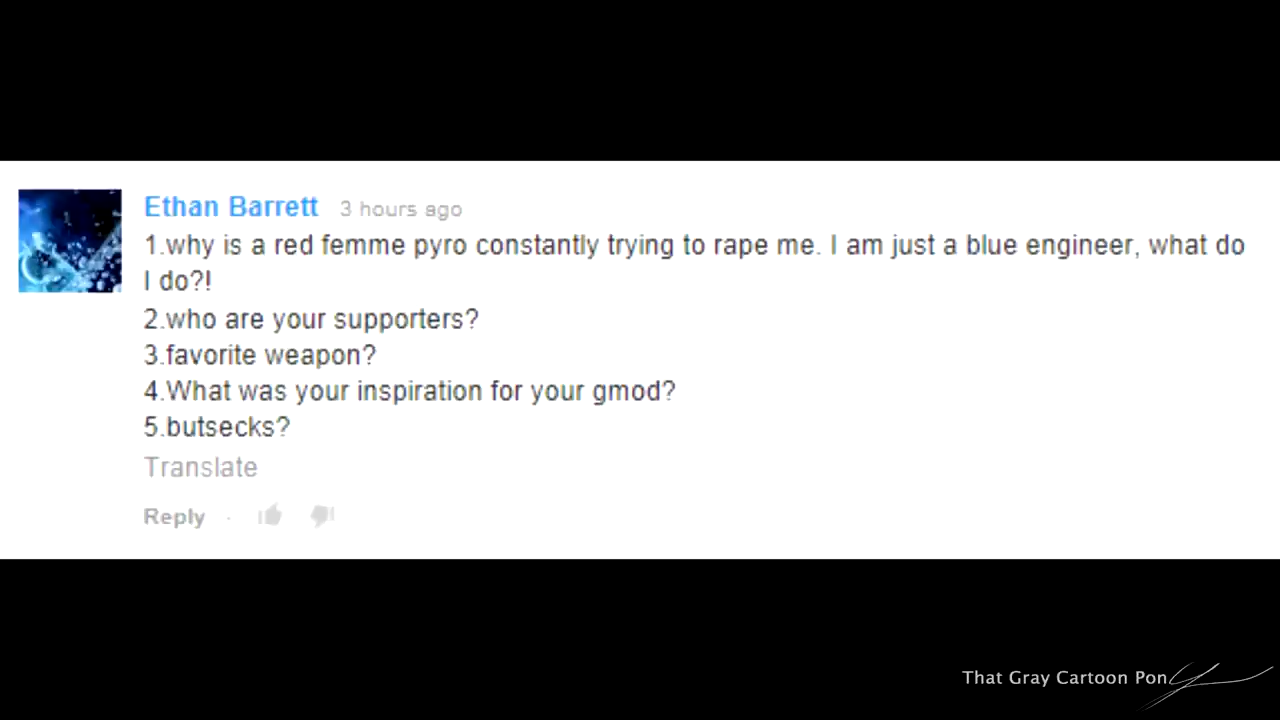 Ethan Barrett 3 hours ago
1.why is a red femme pyro constantly trying to rape me. I am just a blue engineer, what do
I do?!
2.who are your supporters?
3.favorite weapon?
4.What was your inspiration for your gmod?
5.butsecks?
Translate
Reply ·
That Gray Cartoon Pony